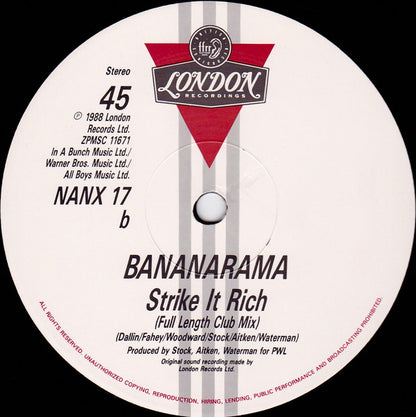 ffrr
LONDON
RECORDINGS
Stereo
45
℗ 1988 London
Records Ltd.
ZPMSC 11671
In A Bunch Music Ltd./
Warner Bros. Music Ltd./
All Boys Music Ltd.
NANX 17
b
BANANARAMA
Strike It Rich
(Full Length Club Mix)
(Dallin/Fahey/Woodward/Stock/Aitken/Waterman)
Produced by Stock, Aitken, Waterman for PWL
Original sound recording made by
London Records Ltd.
ALL RIGHTS RESERVED. UNAUTHORIZED COPYING, REPRODUCTION, HIRING, LENDING, PUBLIC PERFORMANCE AND BROADCASTING PROHIBITED.